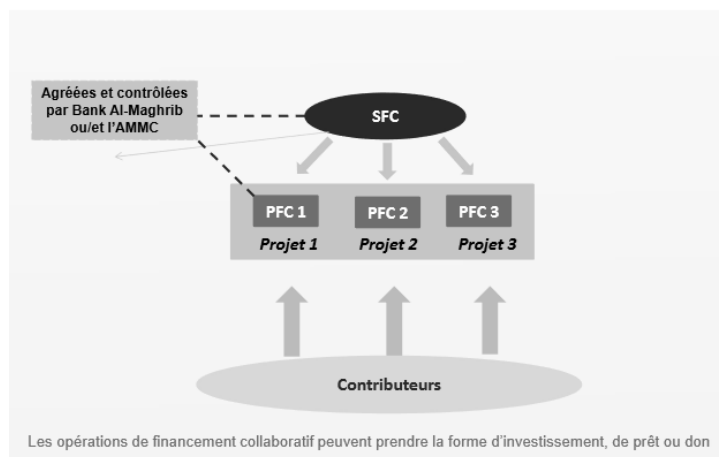 Agréées et contrôlées
par Bank Al-Maghrib
ou/et l'AMMC
SFC
PFC 1
PFC 2
PFC 3
Projet 1
Projet 2
Projet 3
Contributeurs
Les opérations de financement collaboratif peuvent prendre la forme d'investissement, de prêt ou don